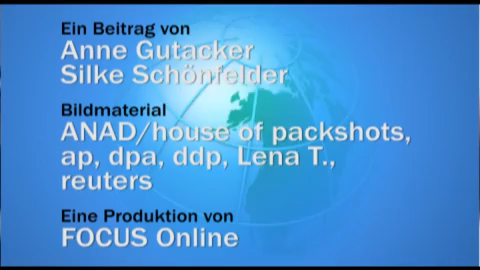 Ein Beitrag von
Anne Gutacker
Silke Schönfelder
Bildmaterial
ANAD/house of packshots,
ap, dpa, ddp, Lena T.,
reuters
Eine Produktion von
FOCUS Online